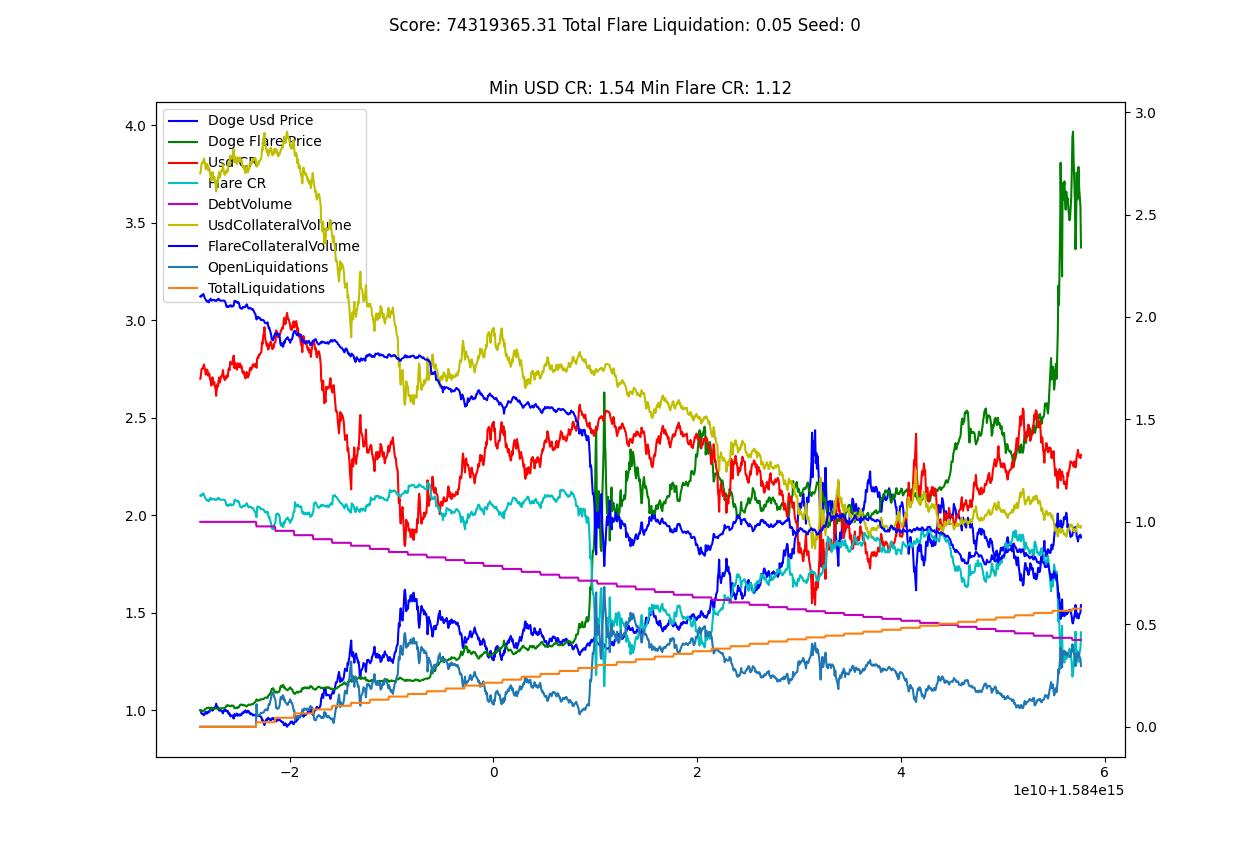 Score: 74319365.31 Total Flare Liquidation: 0.05 Seed: 0
Min USD CR: 1.54 Min Flare CR: 1.12
Doge Usd Price
Doge Flare Price
Usd CR
Flare CR
DebtVolume
UsdCollateralVolume
FlareCollateralVolume
OpenLiquidations
TotalLiquidations
4.0
3.5
3.0
2.5
2.0
1.5
1.0
3.0
2.5
2.0
1.5
1.0
0.5
0.0
−2 0 2 4 6
1e10+1.584e15